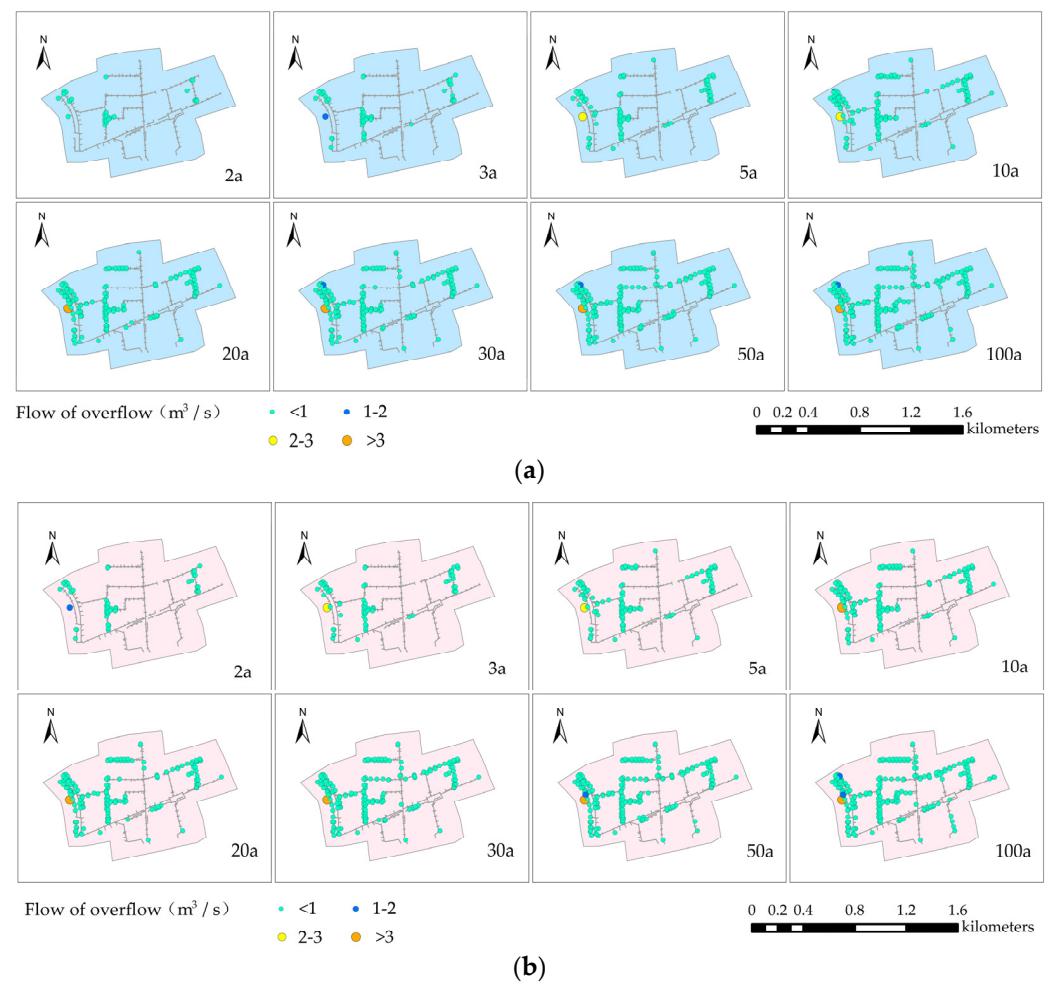 N N N N
2a 3a 5a 10a
N N N N
20a 30a 50a 100a
Flow of overflow（m³/s） <1 1-2
2-3 >3
0 0.2 0.4 0.8 1.2 1.6
kilometers
(a)
N N N N
2a 3a 5a 10a
N N N N
20a 30a 50a 100a
Flow of overflow（m³/s） <1 1-2
2-3 >3
0 0.2 0.4 0.8 1.2 1.6
kilometers
(b)